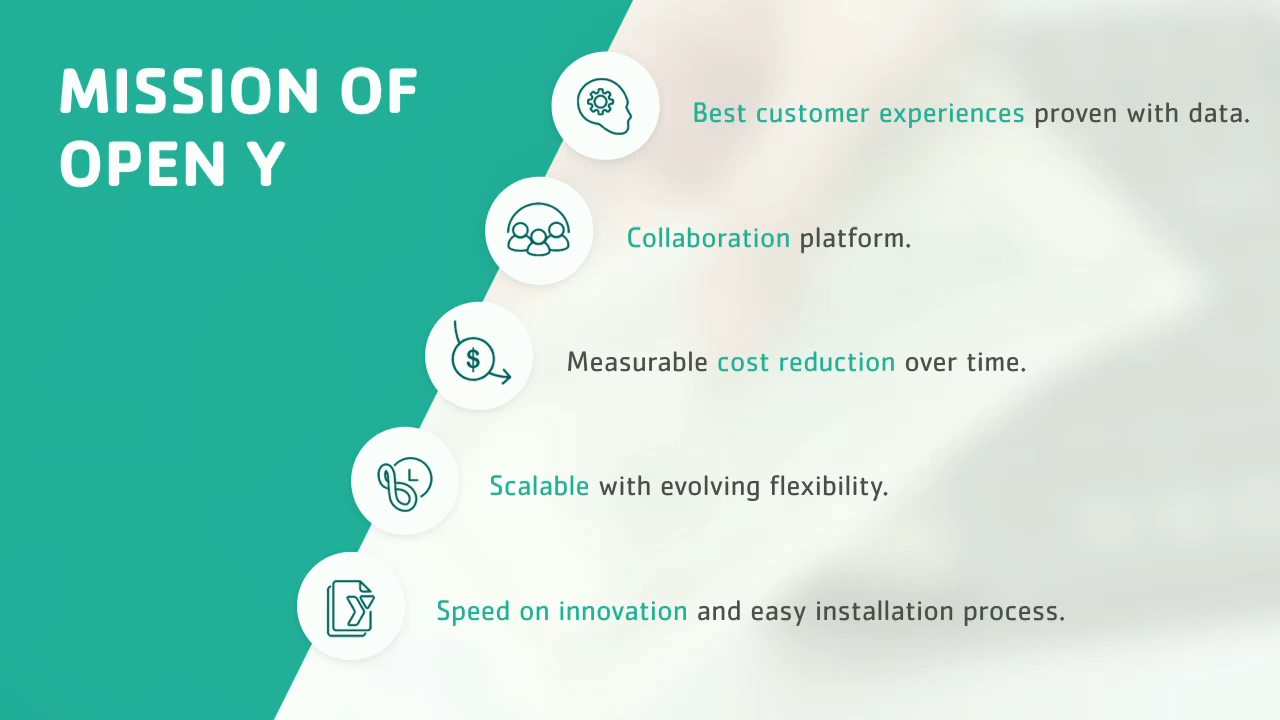 MISSION OF
OPEN Y
Best customer experiences proven with data.
Collaboration platform.
$
Measurable cost reduction over time.
Scalable with evolving flexibility.
Speed on innovation and easy installation process.